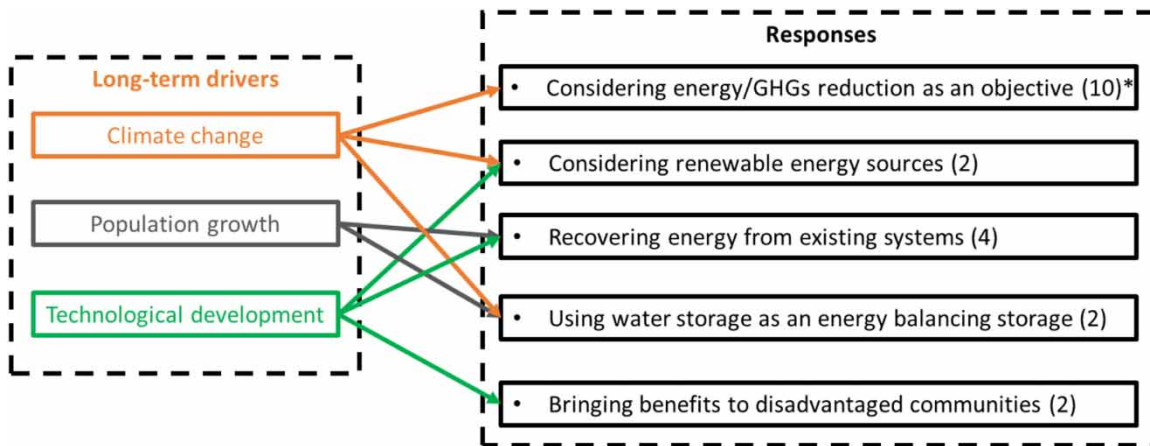 Long-term drivers
Climate change
Population growth
Technological development
Responses
• Considering energy/GHGs reduction as an objective (10)*
• Considering renewable energy sources (2)
• Recovering energy from existing systems (4)
• Using water storage as an energy balancing storage (2)
• Bringing benefits to disadvantaged communities (2)